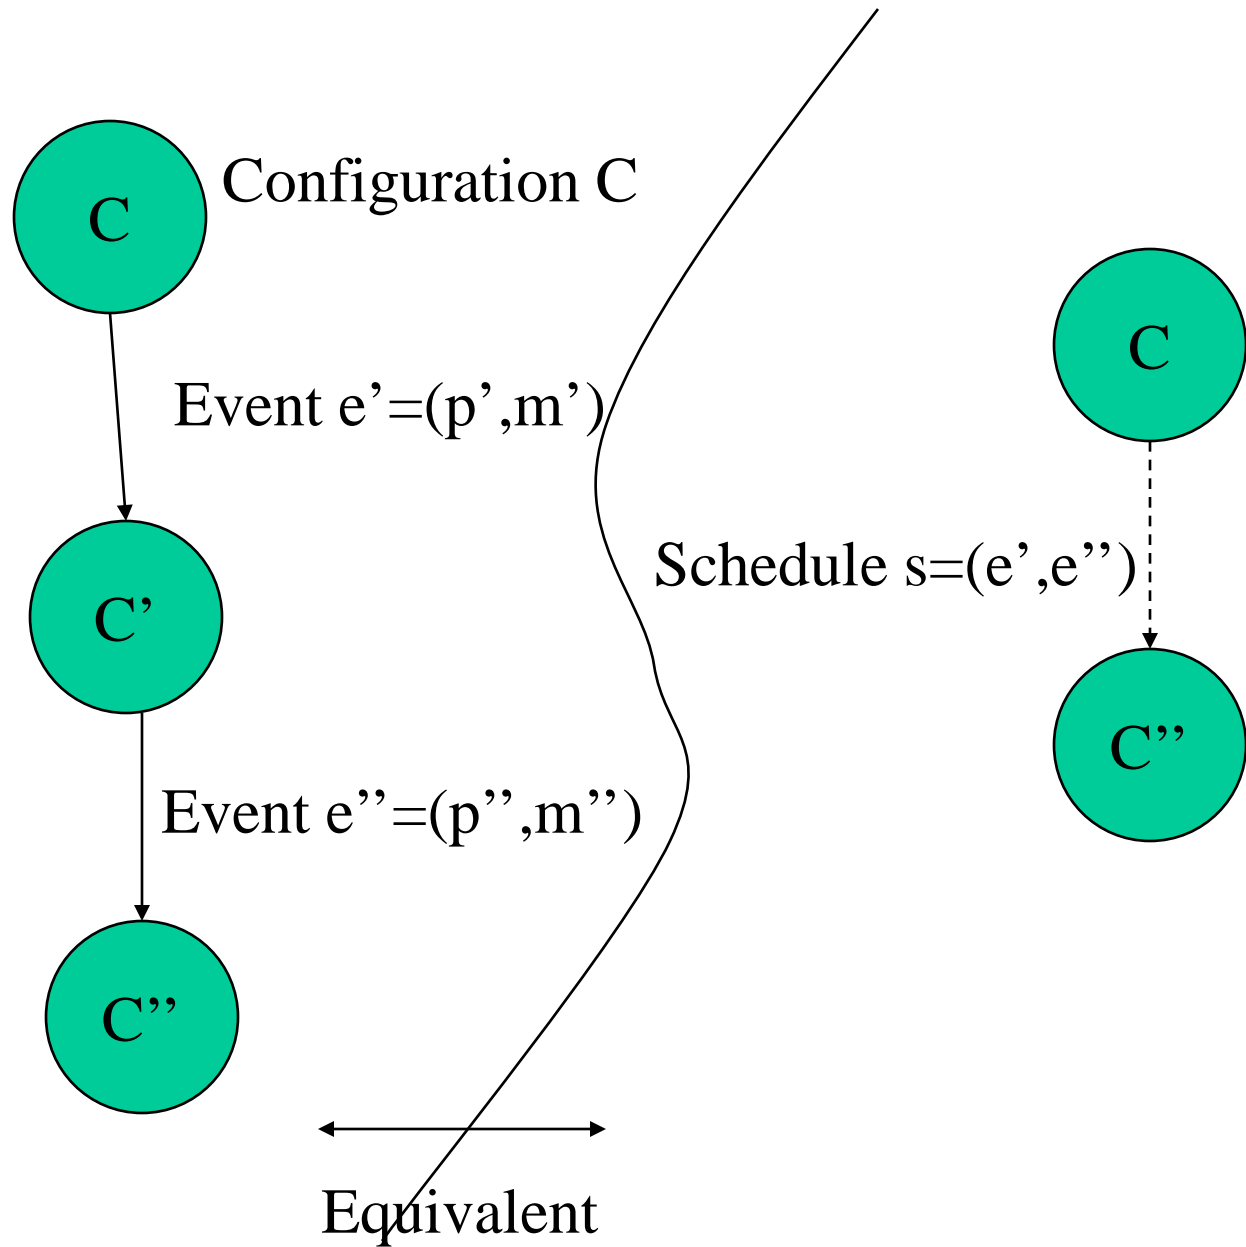 C
Configuration C
Event e’=(p’,m’)
C’
Event e’’=(p’’,m’’)
C’’
Equivalent
C
Schedule s=(e’,e’’)
C’’